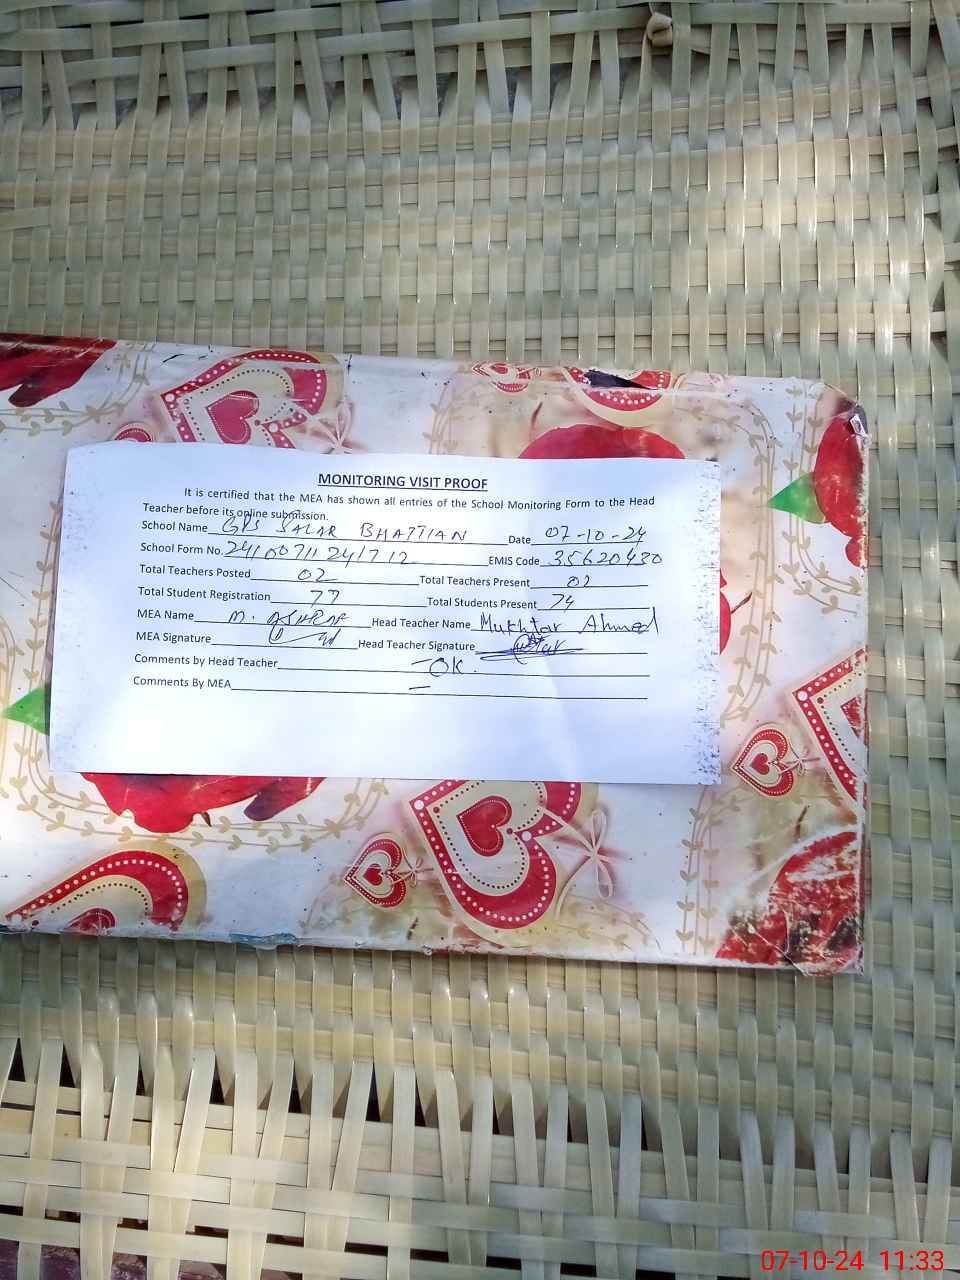 MONITORING VISIT PROOF
It is certified that the MEA has shown all entries of the School Monitoring Form to the Head
Teacher before its online submission.
School Name GPS SALAR BHATTIAN Date 07-10-24
School Form No. 24100711241712 EMIS Code 35620430
Total Teachers Posted 02 Total Teachers Present 02
Total Student Registration 77 Total Students Present 74
MEA Name M. ASHRAF Head Teacher Name Mukhtar Ahmed
MEA Signature Head Teacher Signature
Comments by Head Teacher – OK.
Comments By MEA —
07-10-24 11:33